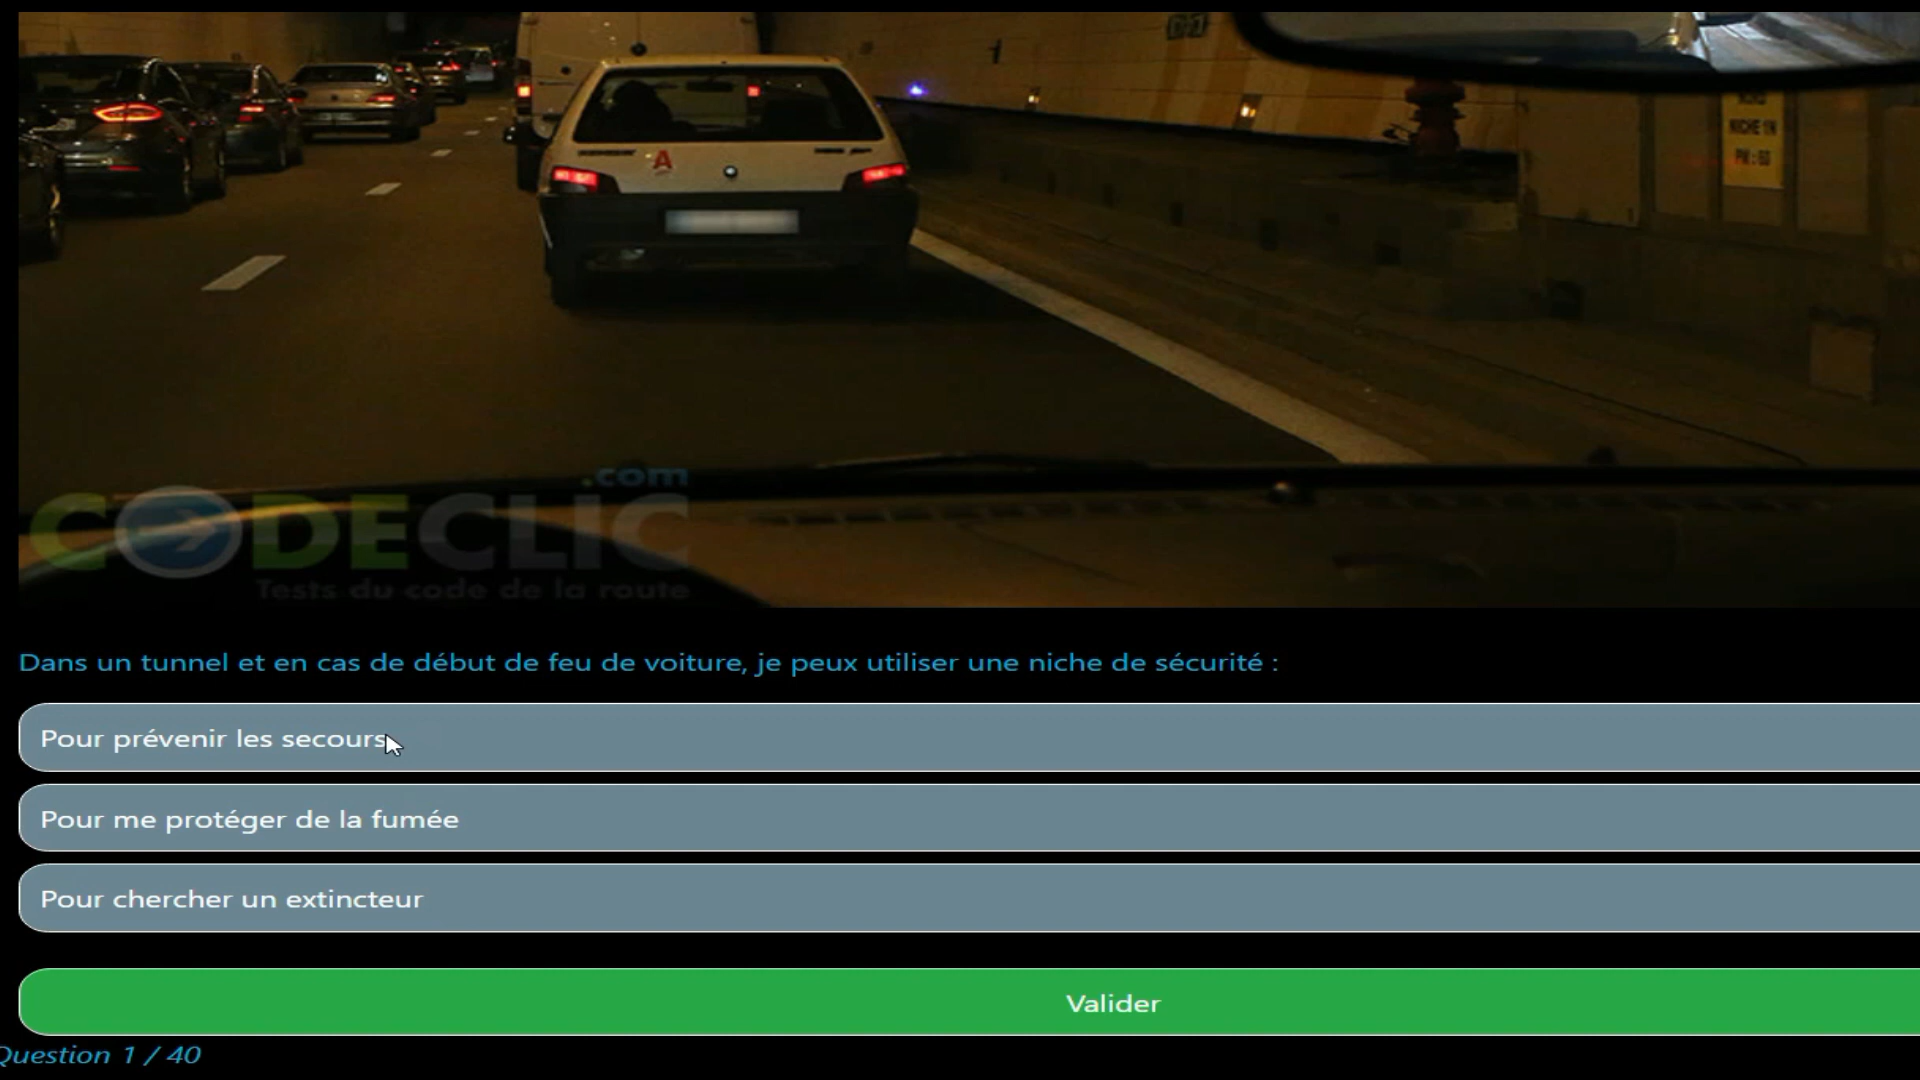 NICHE 1N
A
.com
CODECLIC
Tests du code de la route
Dans un tunnel et en cas de début de feu de voiture, je peux utiliser une niche de sécurité :
Pour prévenir les secours
Pour me protéger de la fumée
Pour chercher un extincteur
Valider
Question 1 / 40